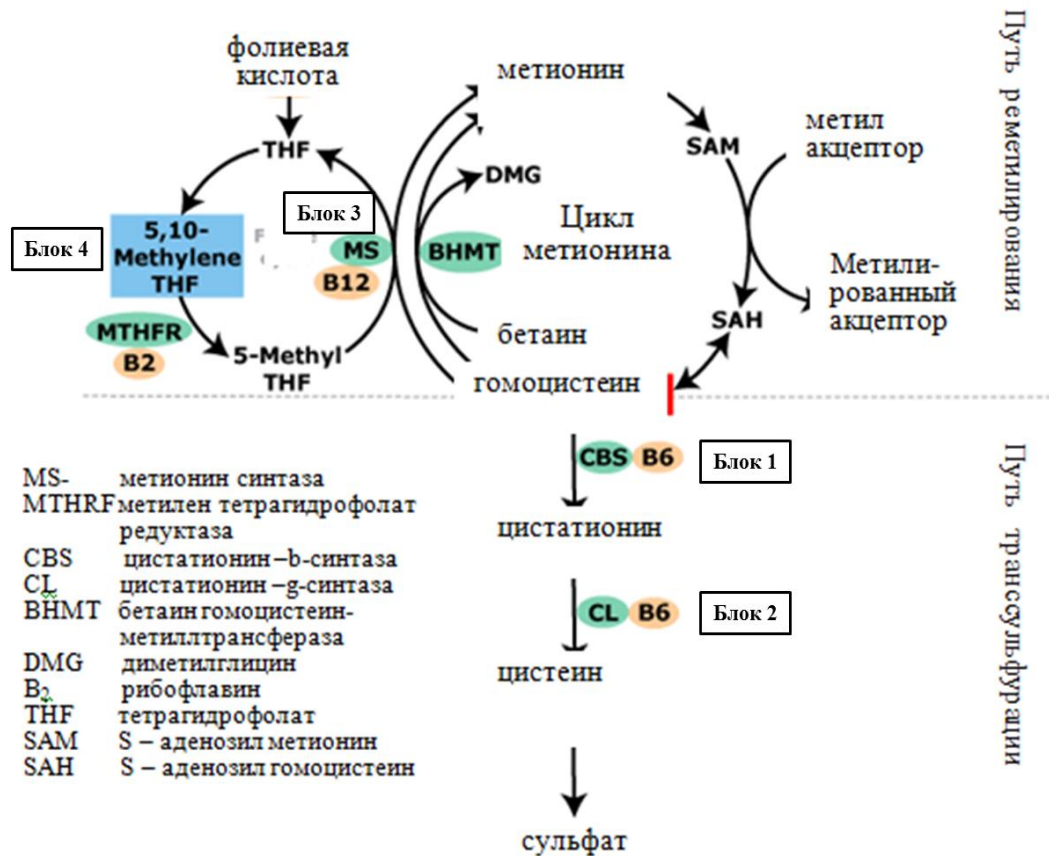 фолиевая
кислота
THF
Блок 3
Блок 4
5,10-
Methylene
THF
MS
B12
MTHFR
B2
5-Methyl
THF
метионин
DMG
BHMT
Цикл
метионина
бетаин
гомоцистеин
SAM
метил
акцептор
SAH
Метили-
рованный
акцептор
Путь реметилирования
CBS B6
Блок 1
цистатионин
CL B6
Блок 2
цистеин
сульфат
Путь транссульфурации
MS- метионин синтаза
MTHRF метилен тетрагидрофолат
редуктаза
CBS цистатионин –b-синтаза
CL цистатионин –g-синтаза
BHMT бетаин гомоцистеин-
метиллтрансфераза
DMG диметилглицин
B2 рибофлавин
THF тетрагидрофолат
SAM S – аденозил метионин
SAH S – аденозил гомоцистеин